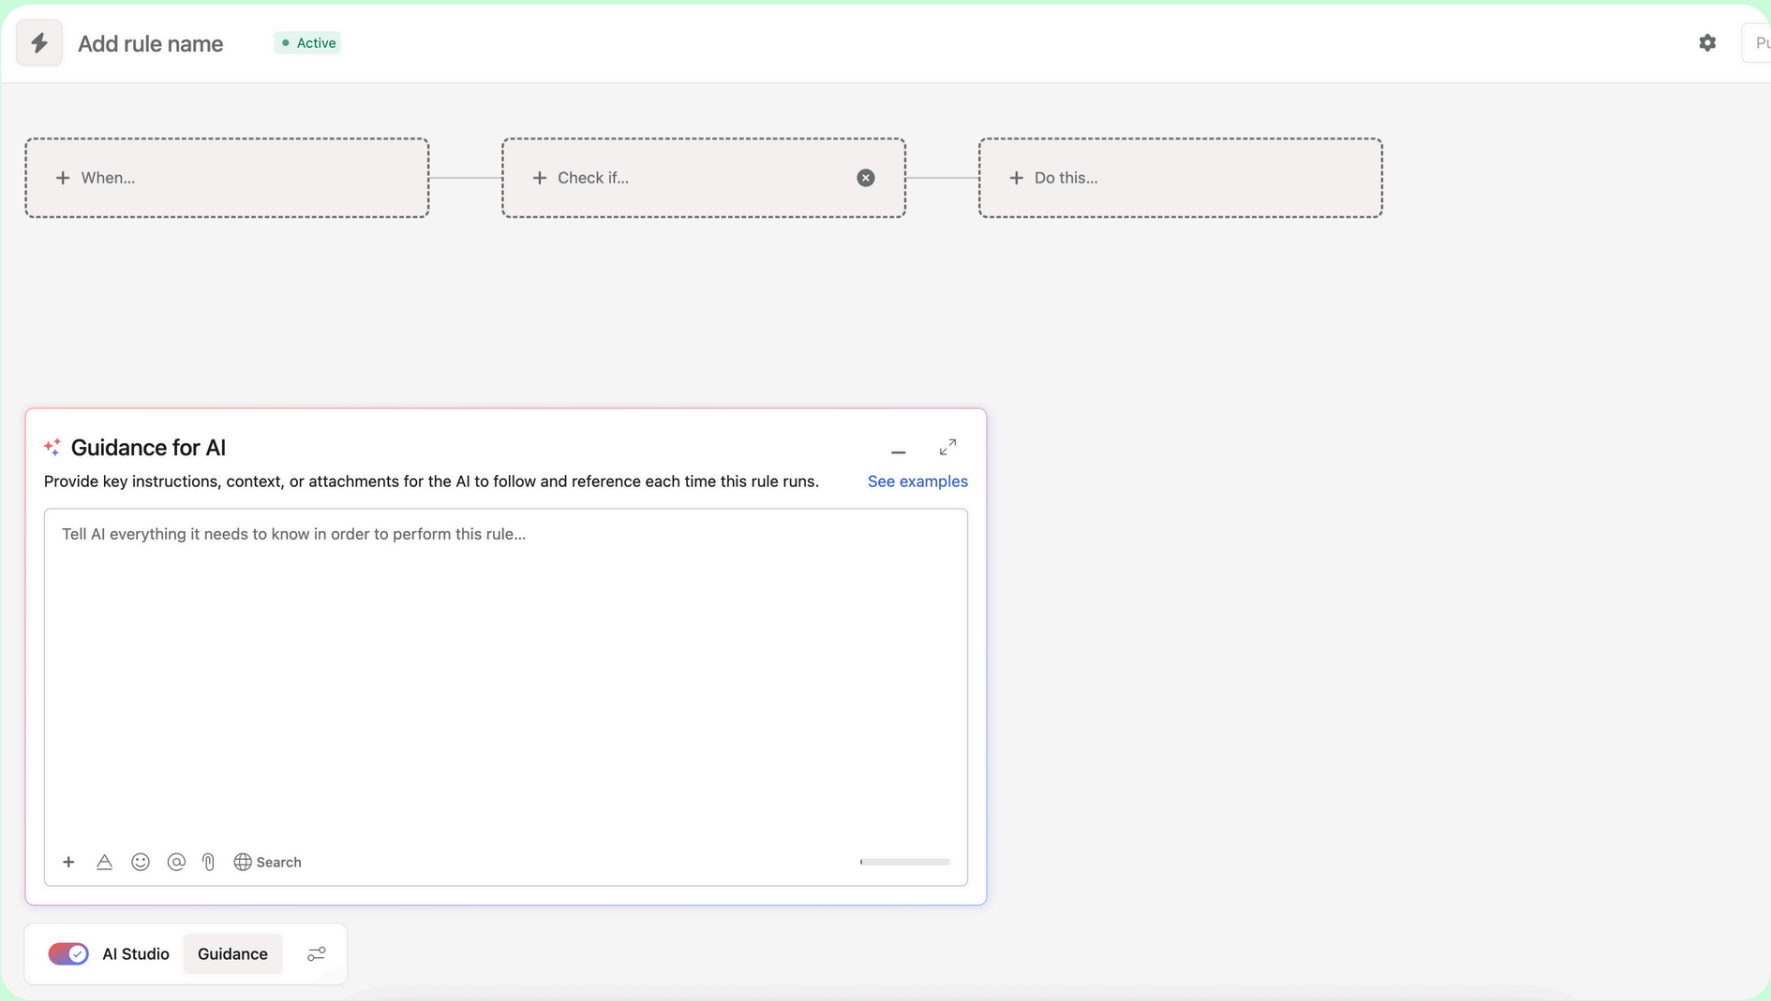 Add rule name
Active
When...
Check if...
Do this...
Guidance for AI
Provide key instructions, context, or attachments for the AI to follow and reference each time this rule runs.
See examples
Tell AI everything it needs to know in order to perform this rule...
Search
AI Studio
Guidance